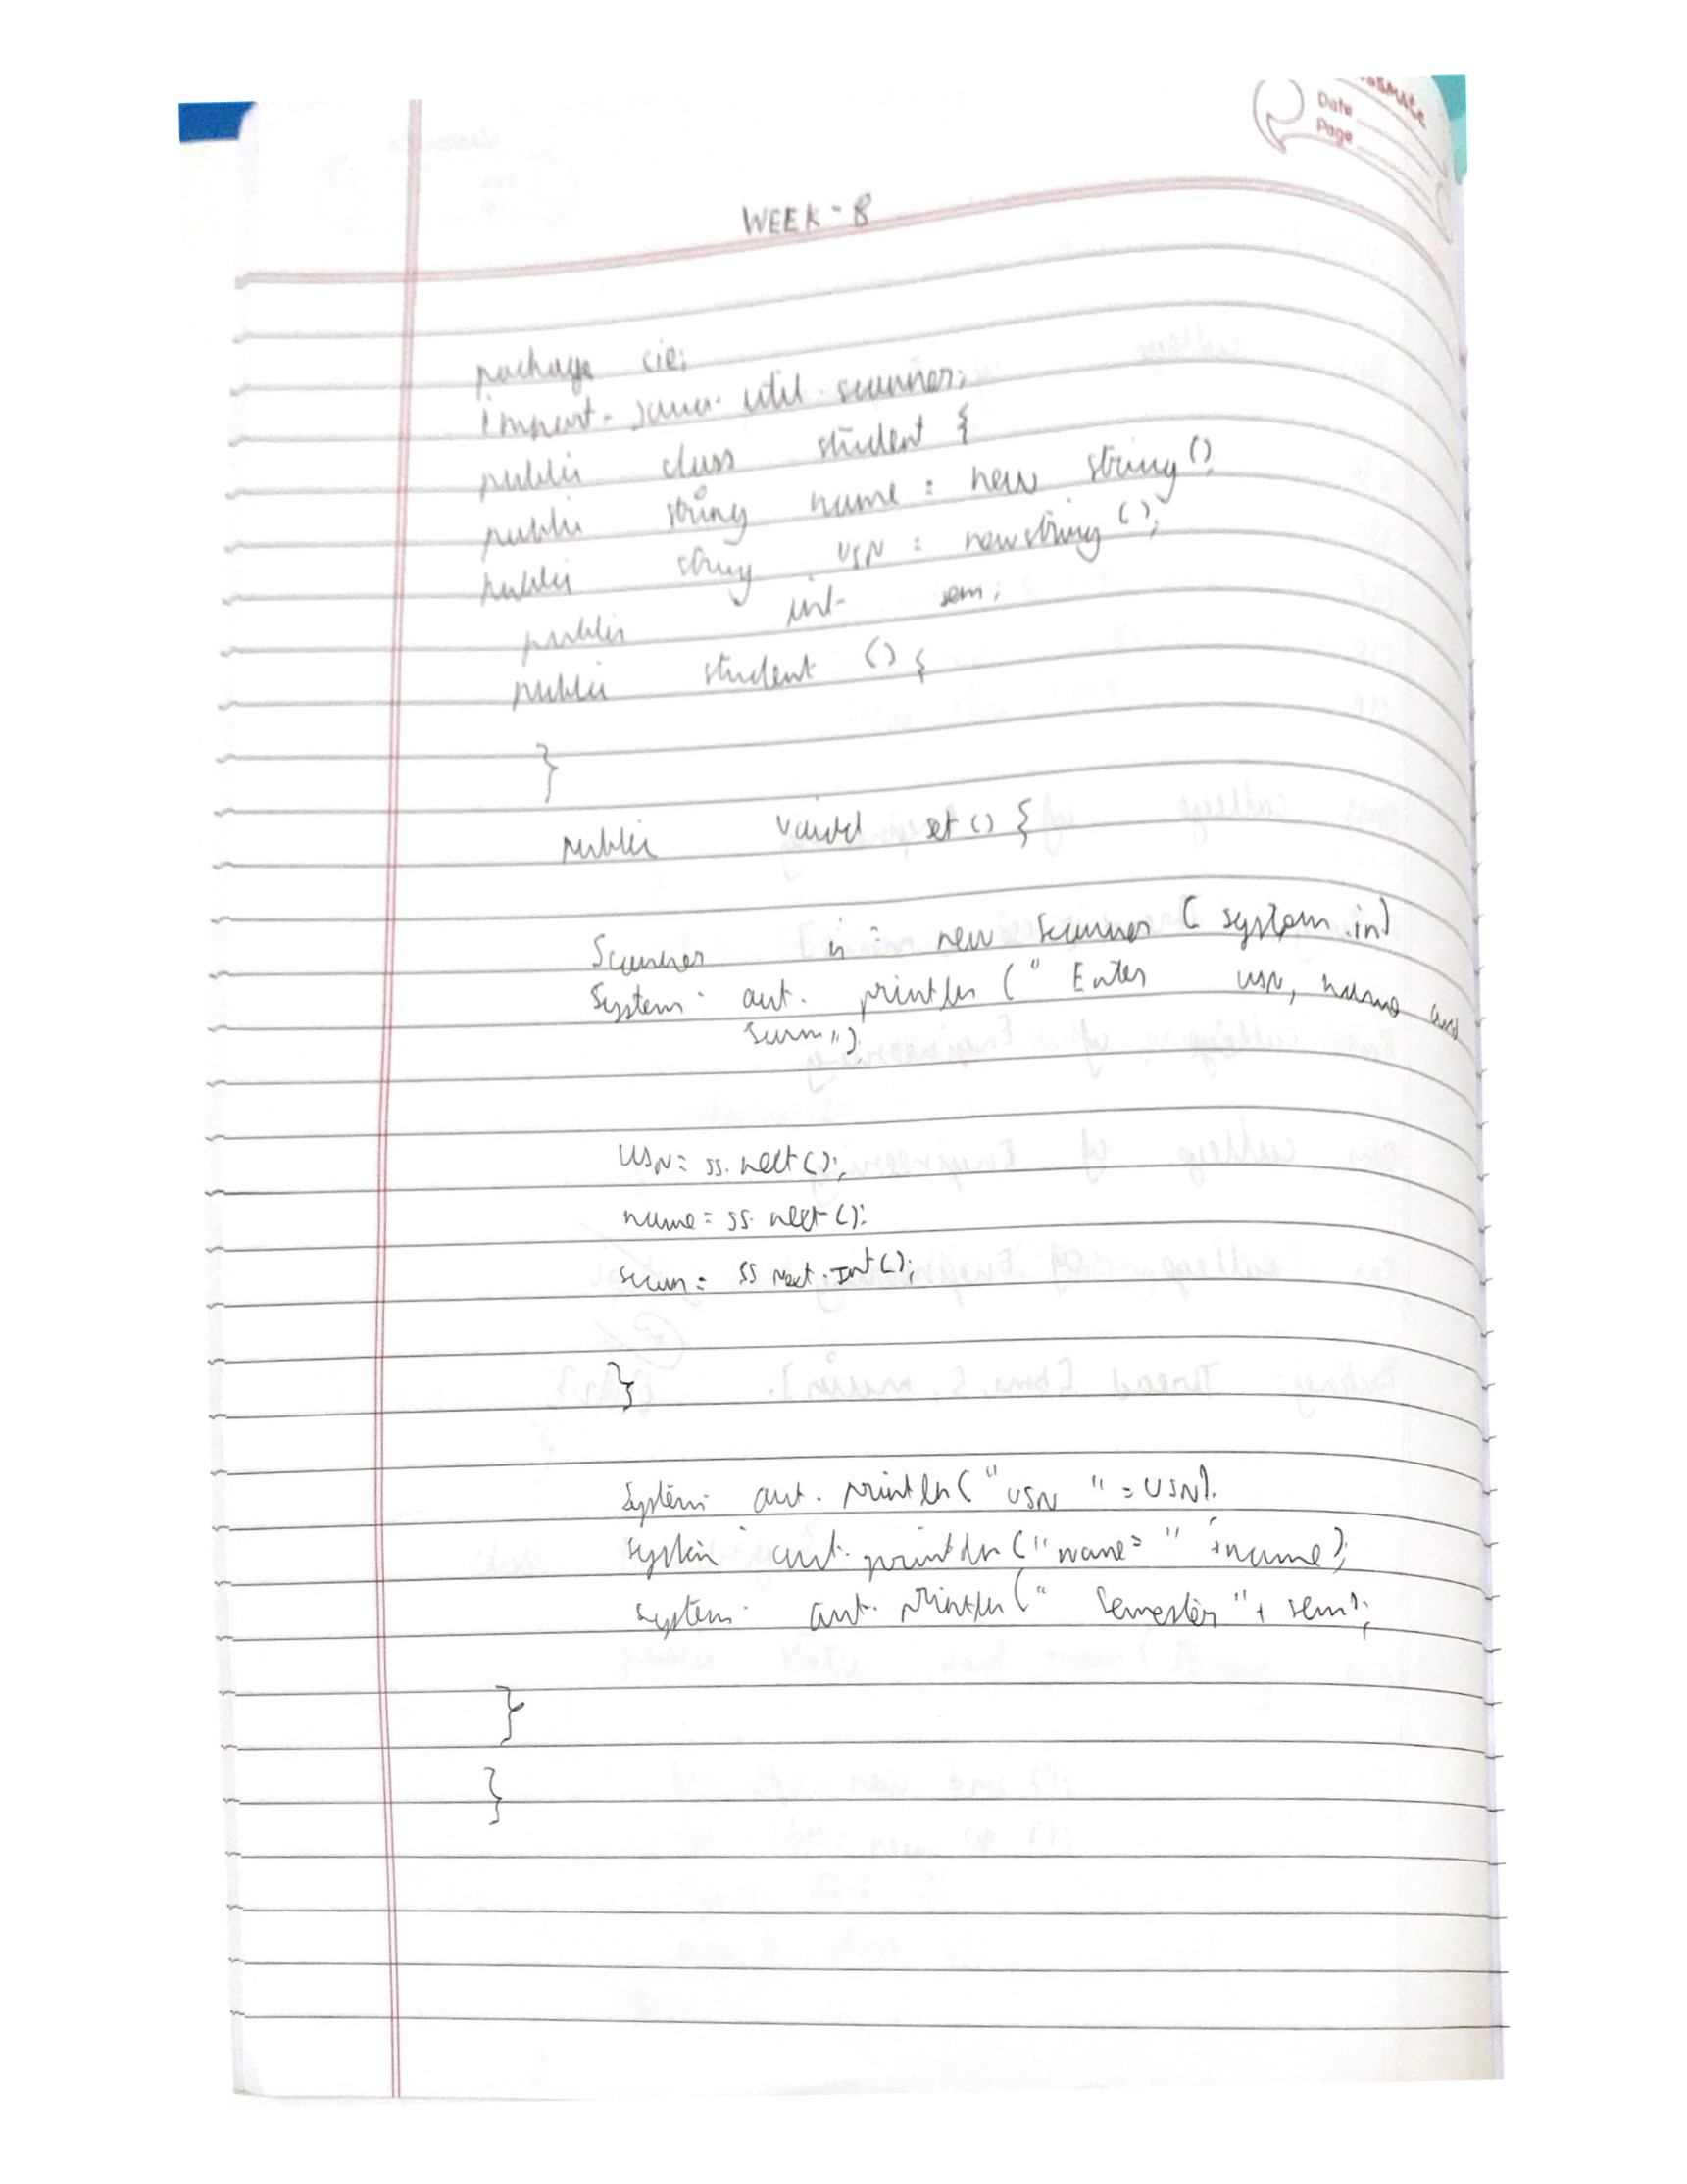 Date
Page
WEEK - 8
package cie;
import java. util. scanner;
public class student {
public string name = new string ()
public string USN = new string ();
public int sem;
public student () {
}
public void set () {
Scanner = new scanner ( system.in)
System. out. println (" Enter usn, name and
");
USN = ss. next ();
name = ss. next ();
= ss next. Int ();
}
System. out. println (" USN " = USN).
System out. println (" name = " + name);
System. out. println (" Semester " + sem);
}
}